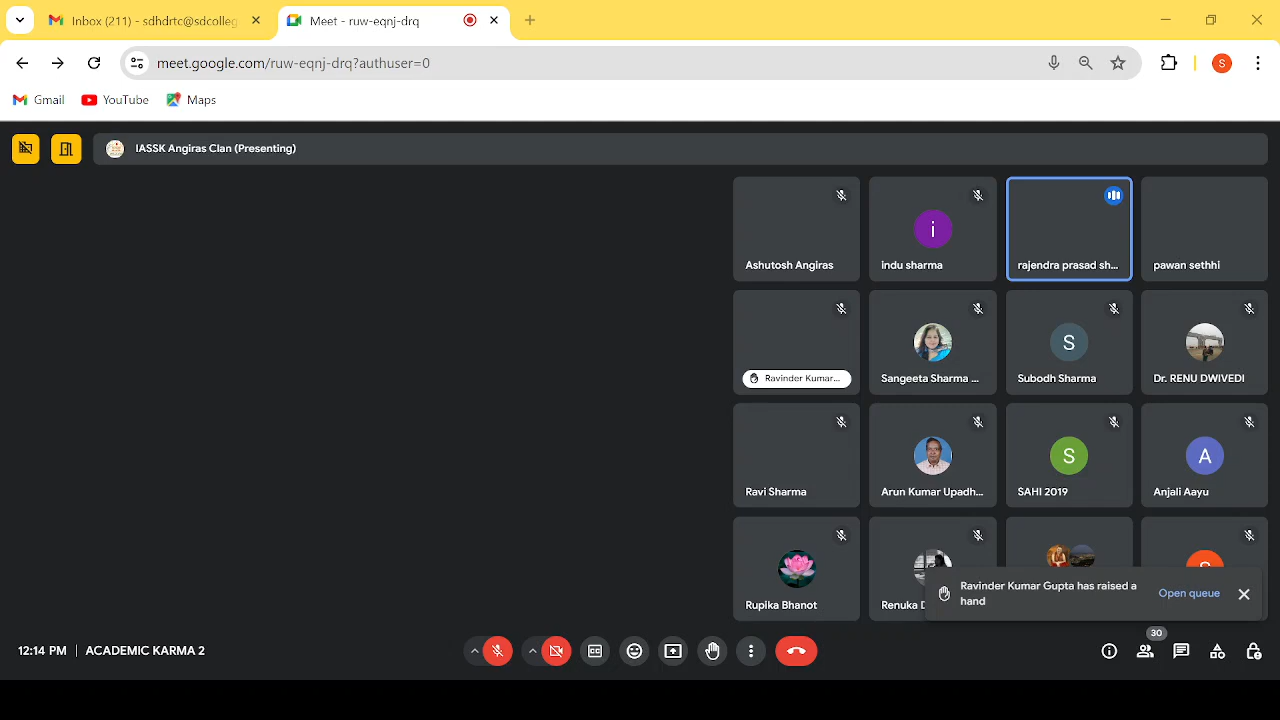 Inbox (211) - sdhdrtc@sdcolleg
Meet - ruw-eqnj-drq
meet.google.com/ruw-eqnj-drq?authuser=0
S
Gmail
YouTube
Maps
IASSK Angiras Clan (Presenting)
Ashutosh Angiras
i
indu sharma
rajendra prasad sh...
pawan sethhi
Ravinder Kumar...
Sangeeta Sharma ...
S
Subodh Sharma
Dr. RENU DWIVEDI
Ravi Sharma
Arun Kumar Upadh...
S
SAHI 2019
A
Anjali Aayu
Rupika Bhanot
Renuka
Ravinder Kumar Gupta has raised a
hand
Open queue
12:14 PM
ACADEMIC KARMA 2
30